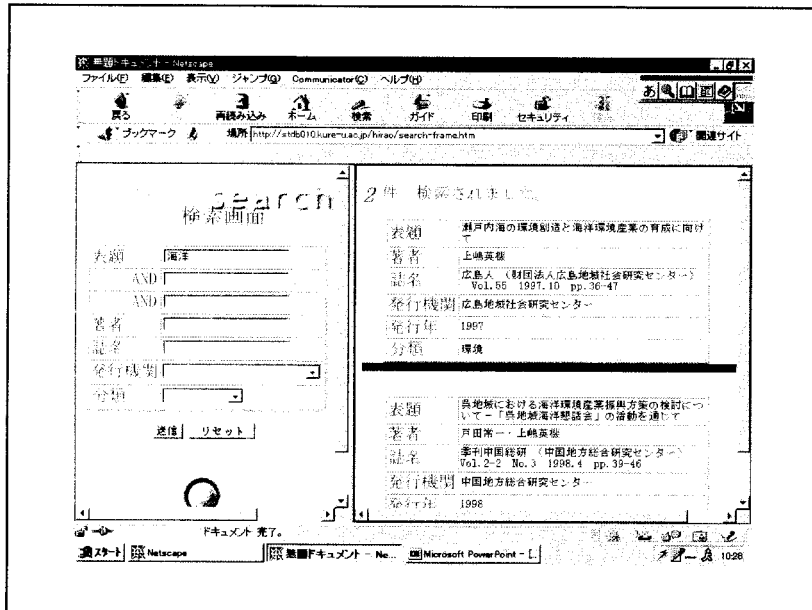 無題ドキュメント - Netscape
ファイル(F) 編集(E) 表示(V) ジャンプ(G) Communicator(C) ヘルプ(H)
あ
戻る 再読み込み ホーム 検索 ガイド 印刷 セキュリティ
ブックマーク 場所 http://stdb010.kure-u.ac.jp/hirao/search-frame.htm 関連サイト
search
検索画面
表題 海洋
AND
AND
著者
誌名
発行機関
分類
送信 リセット
2件 検索されました。
表題 瀬戸内海の環境創造と海洋環境産業の育成に向けて
著者 上嶋英機
誌名 広島人 (財団法人広島地域社会研究センター)
Vol.55 1997.10 pp.36-47
発行機関 広島地域社会研究センター
発行年 1997
分類 環境
表題 呉地域における海洋環境産業振興方策の検討につ
いて-「呉地域海洋懇談会」の活動を通じて
著者 戸田常一・上嶋英機
誌名 季刊中国総研 (中国地方総合研究センター)
Vol.2-2 No.3 1998.4 pp.39-46
発行機関 中国地方総合研究センター
発行年 1998
ドキュメント 完了。
スタート Netscape 無題ドキュメント - Ne... Microsoft PowerPoint - [.. 10:28